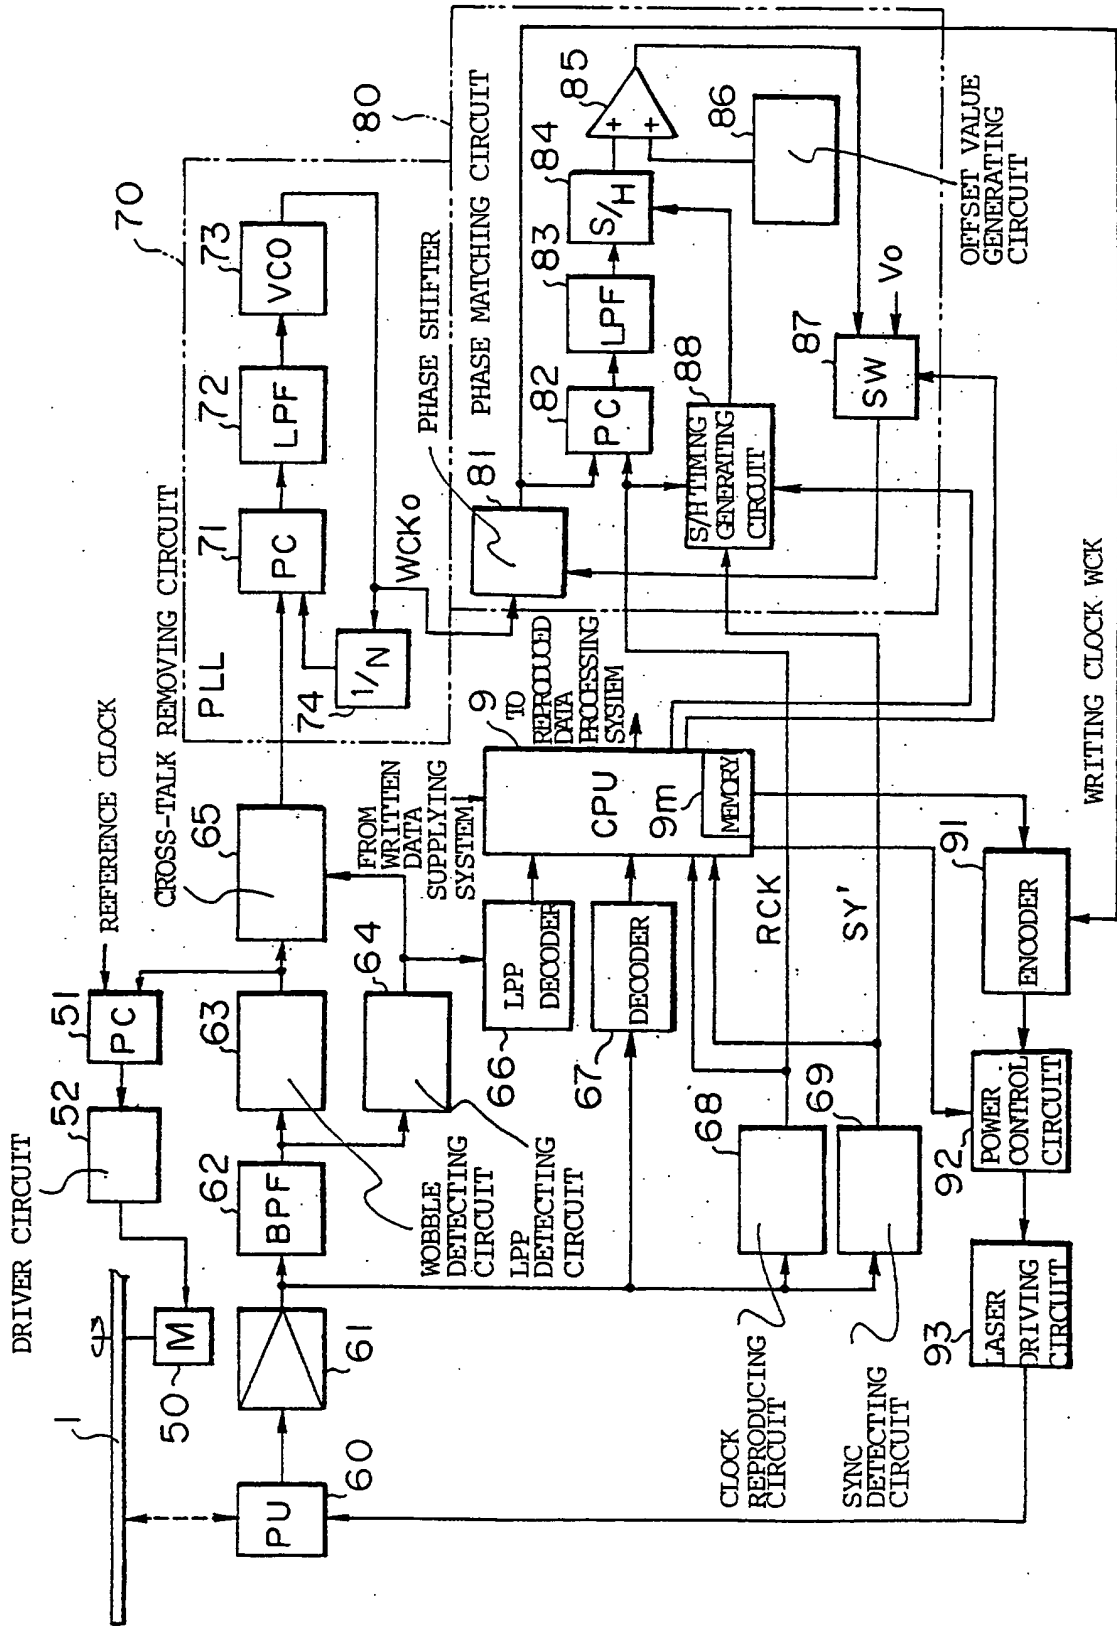 DRIVER CIRCUIT
REFERENCE CLOCK
CROSS-TALK REMOVING CIRCUIT
1
50
M
52
51
PC
60
PU
61
62
BPF
63
WOBBLE
DETECTING
CIRCUIT
64
LPP DETECTING
CIRCUIT
65
70
PLL
71
PC
72
LPF
73
VCO
74
1/N
WCKo
80
PHASE MATCHING CIRCUIT
PHASE SHIFTER
81
82
PC
83
LPF
84
S/H
85
+
+
86
OFFSET VALUE
GENERATING
CIRCUIT
87
SW
Vo
88
S/H TIMING
GENERATING
CIRCUIT
FROM
WRITTEN
DATA
SUPPLYING
SYSTEM
9
TO
REPRODUCED
DATA
PROCESSING
SYSTEM
CPU
9m
MEMORY
66
LPP
DECODER
67
DECODER
RCK
SY'
68
CLOCK
REPRODUCING
CIRCUIT
69
SYNC
DETECTING
CIRCUIT
91
ENCODER
92
POWER
CONTROL
CIRCUIT
93
LASER
DRIVING
CIRCUIT
WRITING CLOCK WCK